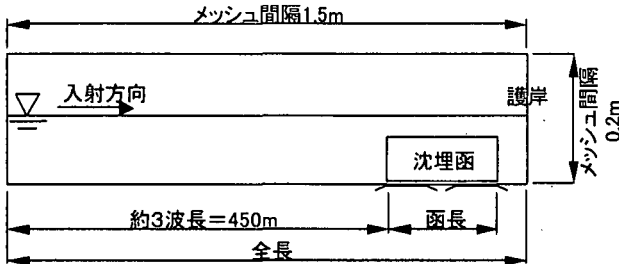 メッシュ間隔1.5m
入射方向
護岸
メッシュ間隔
0.2m
沈埋函
約3波長＝450m
函長
全長